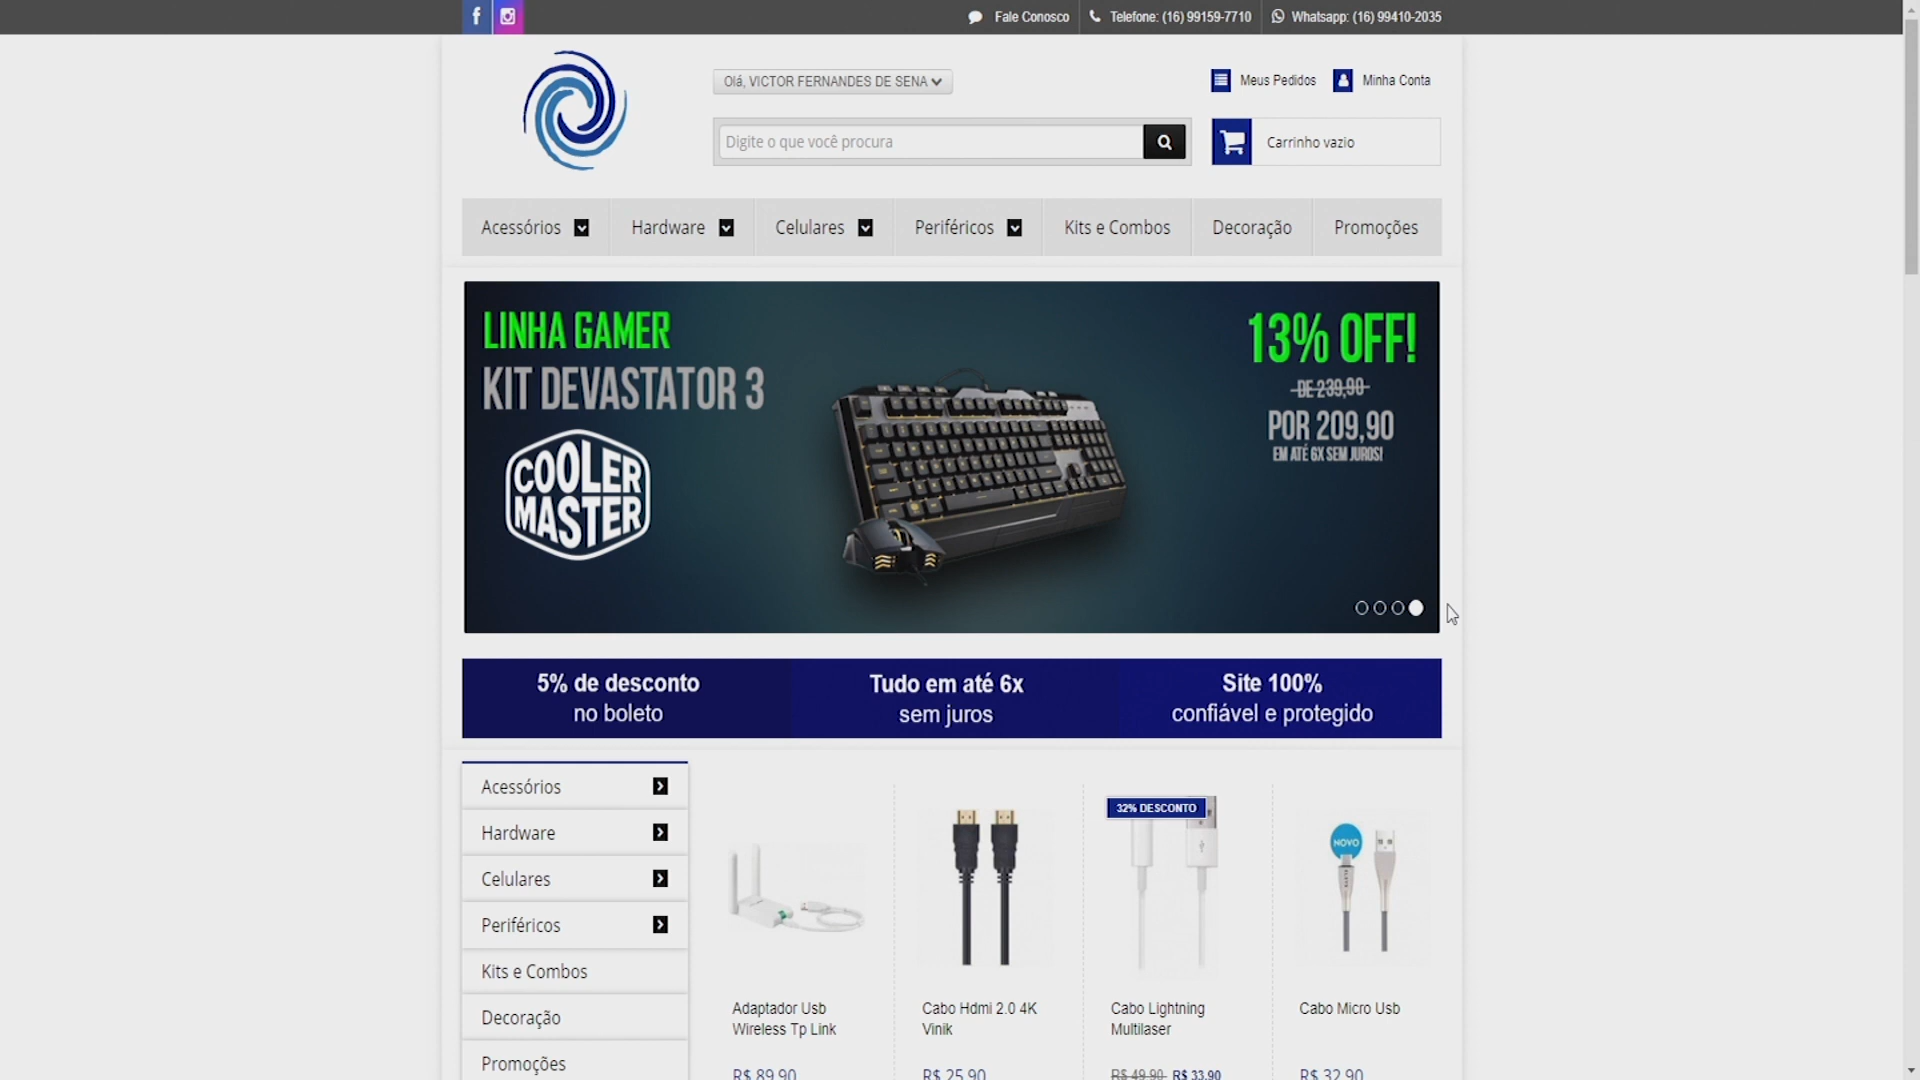 Fale Conosco
Telefone: (16) 99159-7710
Whatsapp: (16) 99410-2035
Olá, VICTOR FERNANDES DE SENA
Meus Pedidos
Minha Conta
Digite o que você procura
Carrinho vazio
Acessórios
Hardware
Celulares
Periféricos
Kits e Combos
Decoração
Promoções
LINHA GAMER
KIT DEVASTATOR 3
COOLER
MASTER
13% OFF!
DE 239,90
POR 209,90
EM ATÉ 6X SEM JUROS!
5% de desconto
no boleto
Tudo em até 6x
sem juros
Site 100%
confiável e protegido
Acessórios
Hardware
Celulares
Periféricos
Kits e Combos
Decoração
Promoções
32% DESCONTO
NOVO
Adaptador Usb
Wireless Tp Link
R$ 89,90
Cabo Hdmi 2.0 4K
Vinik
R$ 25,90
Cabo Lightning
Multilaser
R$ 49,90 R$ 33,90
Cabo Micro Usb
R$ 32,90